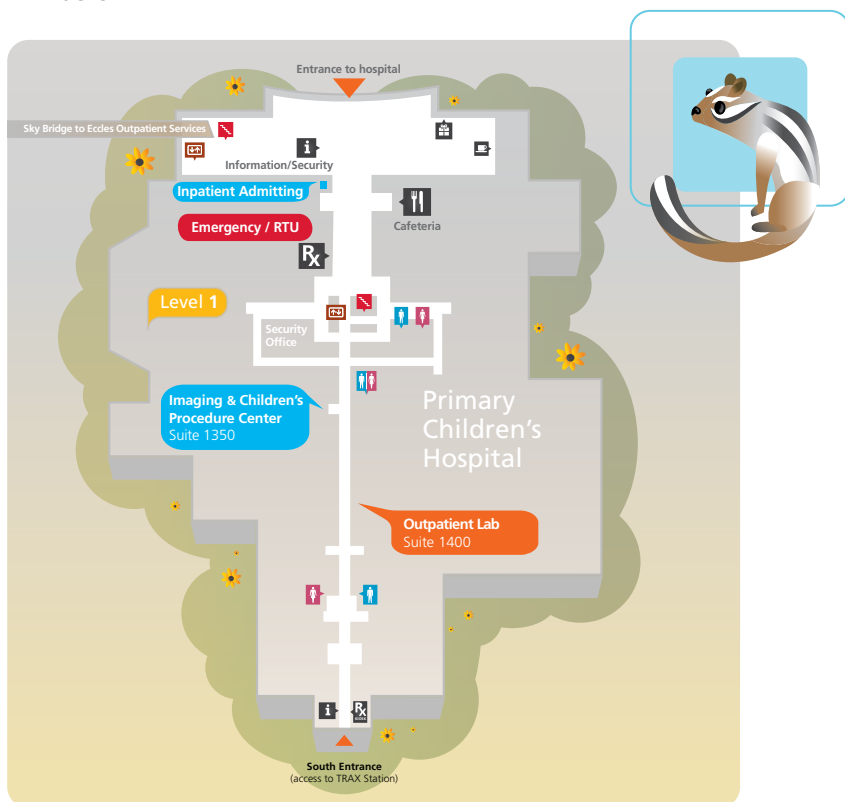 Entrance to hospital
Sky Bridge to Eccles Outpatient Services
Information/Security
Inpatient Admitting
Cafeteria
Emergency / RTU
Rx
Level 1
Security
Office
Imaging & Children's
Procedure Center
Suite 1350
Primary
Children's
Hospital
Outpatient Lab
Suite 1400
i
i
Rx
South Entrance
(access to TRAX Station)